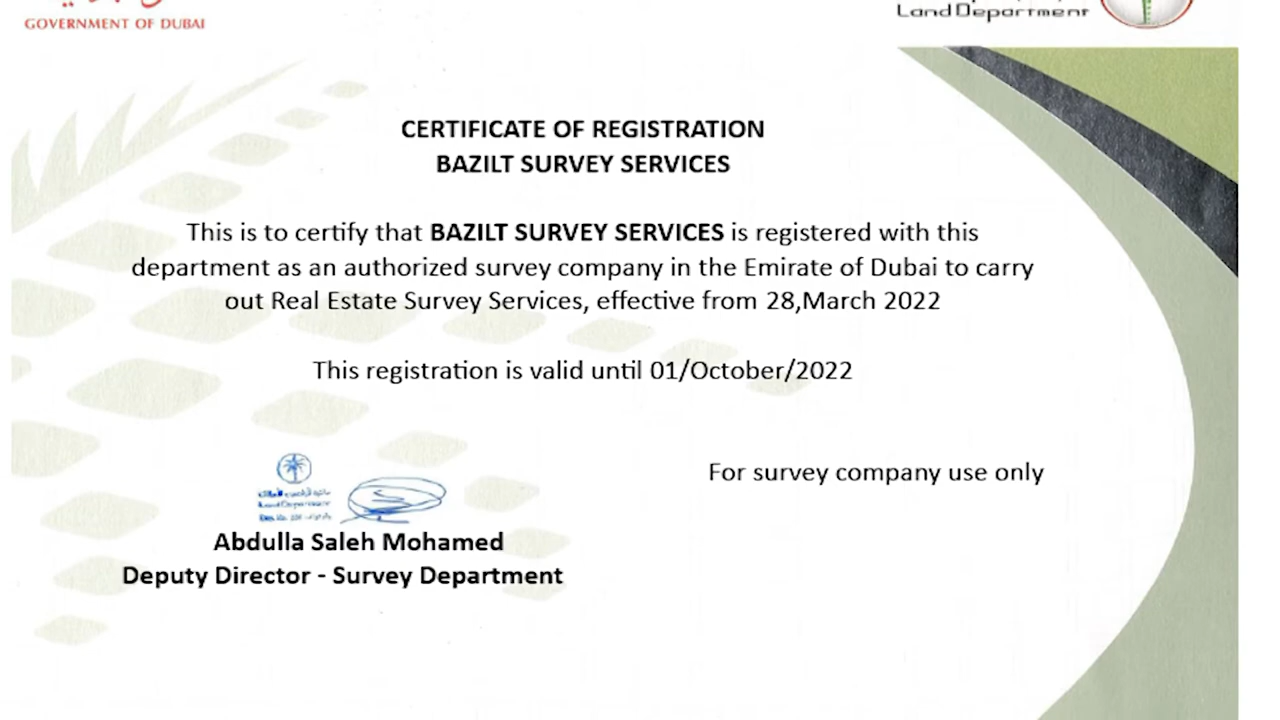 GOVERNMENT OF DUBAI
Land Department
CERTIFICATE OF REGISTRATION
BAZILT SURVEY SERVICES
This is to certify that BAZILT SURVEY SERVICES is registered with this
department as an authorized survey company in the Emirate of Dubai to carry
out Real Estate Survey Services, effective from 28,March 2022
This registration is valid until 01/October/2022
For survey company use only
Land Department
Abdulla Saleh Mohamed
Deputy Director - Survey Department